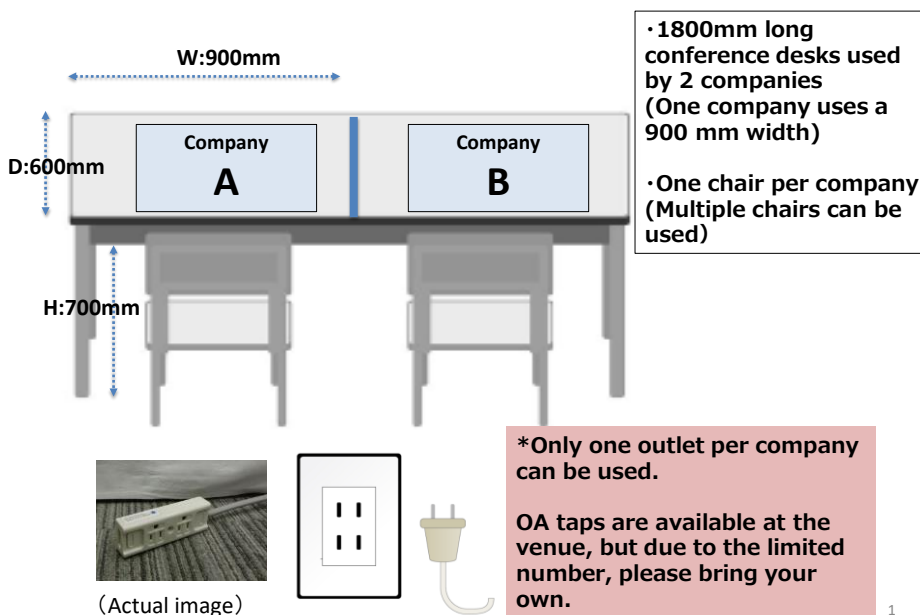 W:900mm
D:600mm
Company
A
Company
B
H:700mm
・1800mm long
conference desks used
by 2 companies
(One company uses a
900 mm width)
・One chair per company
(Multiple chairs can be
used)
(Actual image)
*Only one outlet per company
can be used.
OA taps are available at the
venue, but due to the limited
number, please bring your
own.
1